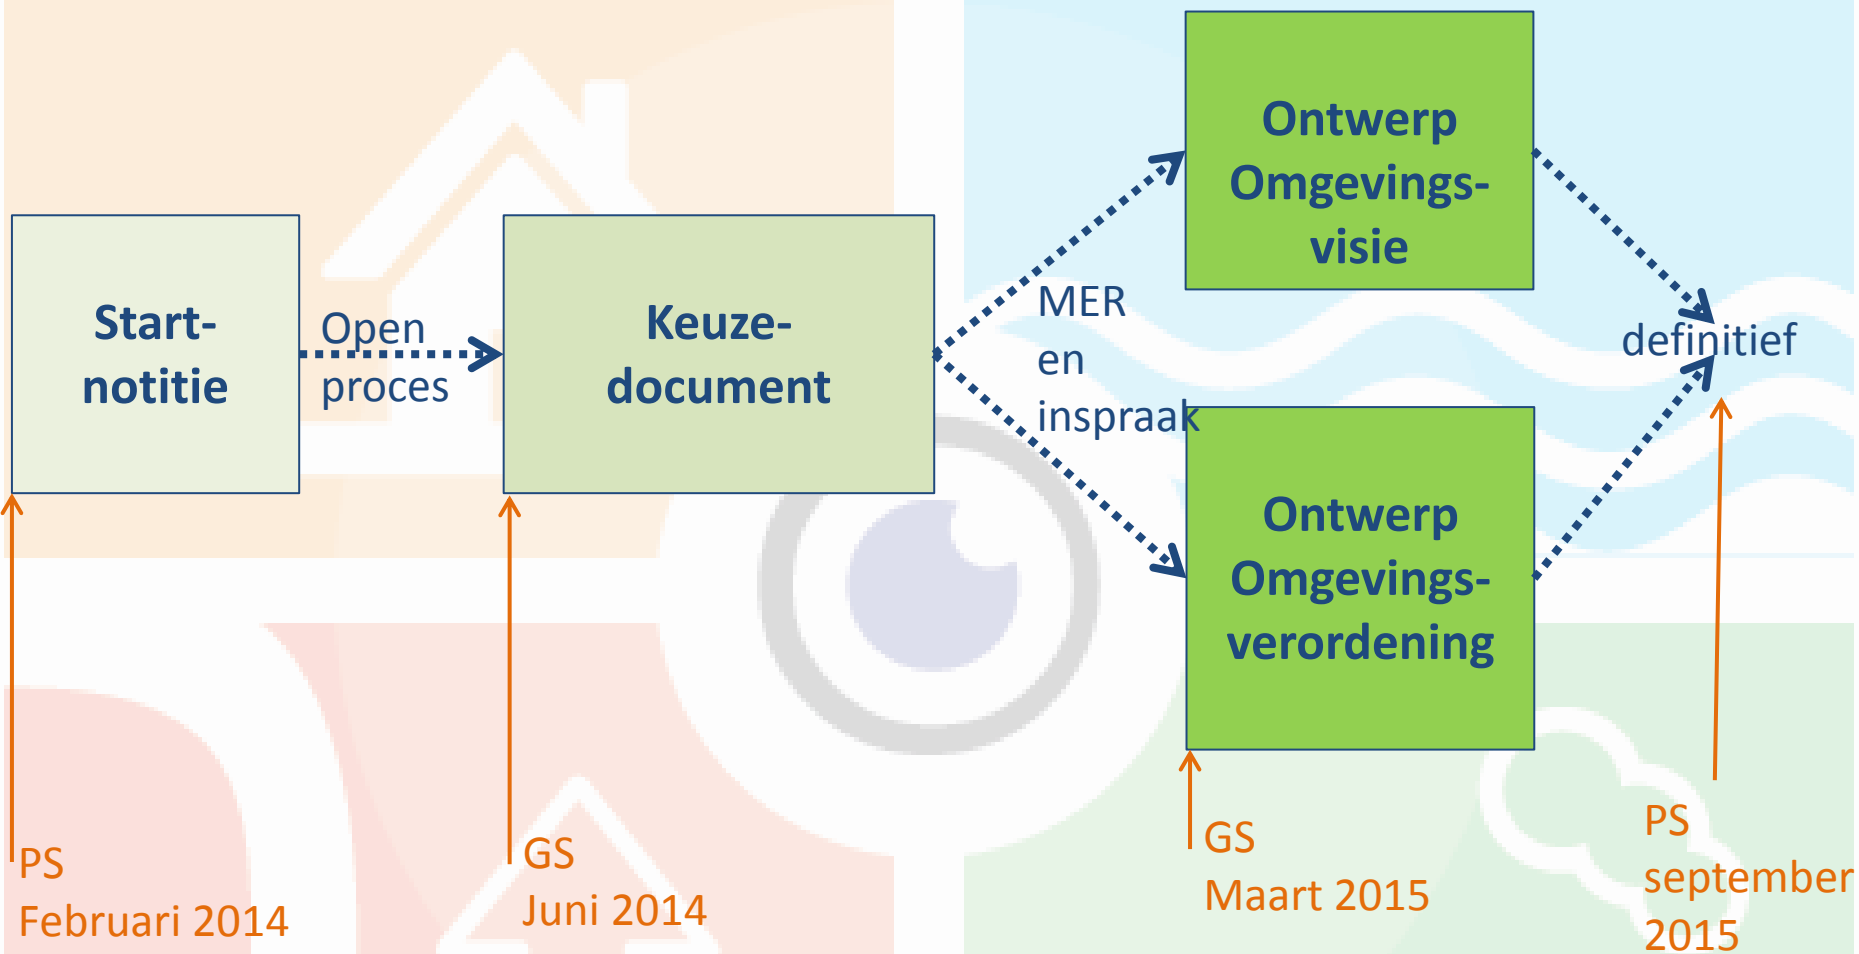 Start-
notitie
Open
proces
Keuze-
document
MER
en
inspraak
Ontwerp
Omgevings-
visie
Ontwerp
Omgevings-
verordening
definitief
PS
Februari 2014
GS
Juni 2014
GS
Maart 2015
PS
september
2015